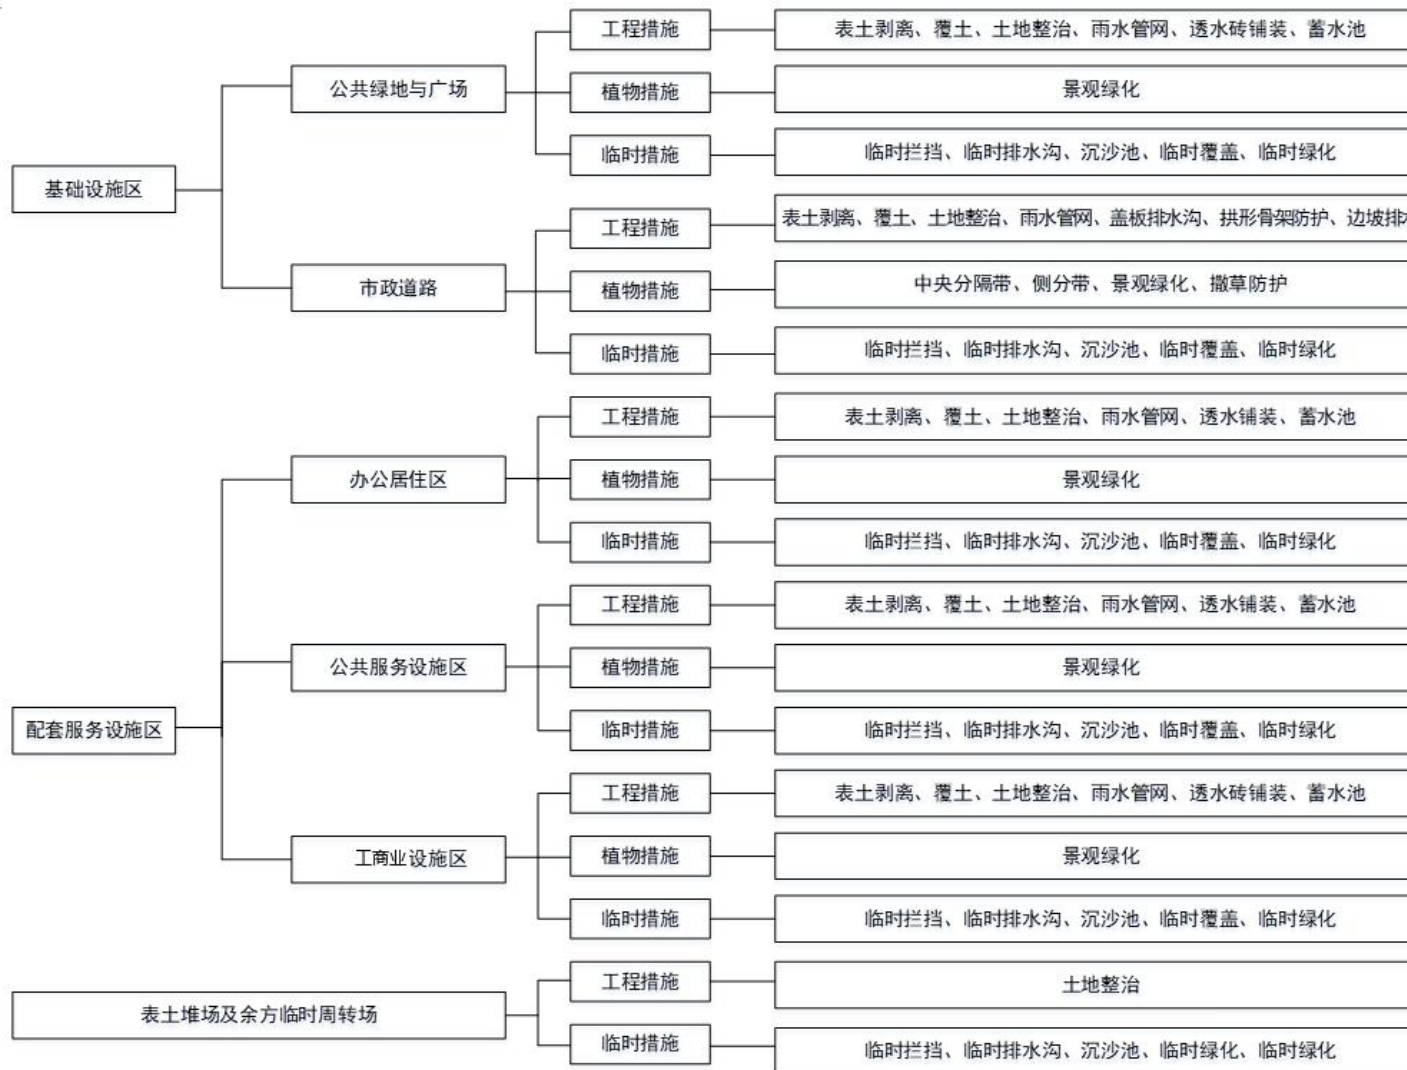 基础设施区
公共绿地与广场
工程措施
表土剥离、覆土、土地整治、雨水管网、透水砖铺装、蓄水池
植物措施
景观绿化
临时措施
临时拦挡、临时排水沟、沉沙池、临时覆盖、临时绿化
市政道路
工程措施
表土剥离、覆土、土地整治、雨水管网、盖板排水沟、拱形骨架防护、边坡排
植物措施
中央分隔带、侧分带、景观绿化、撒草防护
临时措施
临时拦挡、临时排水沟、沉沙池、临时覆盖、临时绿化
配套服务设施区
办公居住区
工程措施
表土剥离、覆土、土地整治、雨水管网、透水铺装、蓄水池
植物措施
景观绿化
临时措施
临时拦挡、临时排水沟、沉沙池、临时覆盖、临时绿化
公共服务设施区
工程措施
表土剥离、覆土、土地整治、雨水管网、透水铺装、蓄水池
植物措施
景观绿化
临时措施
临时拦挡、临时排水沟、沉沙池、临时覆盖、临时绿化
工商业设施区
工程措施
表土剥离、覆土、土地整治、雨水管网、透水砖铺装、蓄水池
植物措施
景观绿化
临时措施
临时拦挡、临时排水沟、沉沙池、临时覆盖、临时绿化
表土堆场及余方临时周转场
工程措施
土地整治
临时措施
临时拦挡、临时排水沟、沉沙池、临时绿化、临时绿化